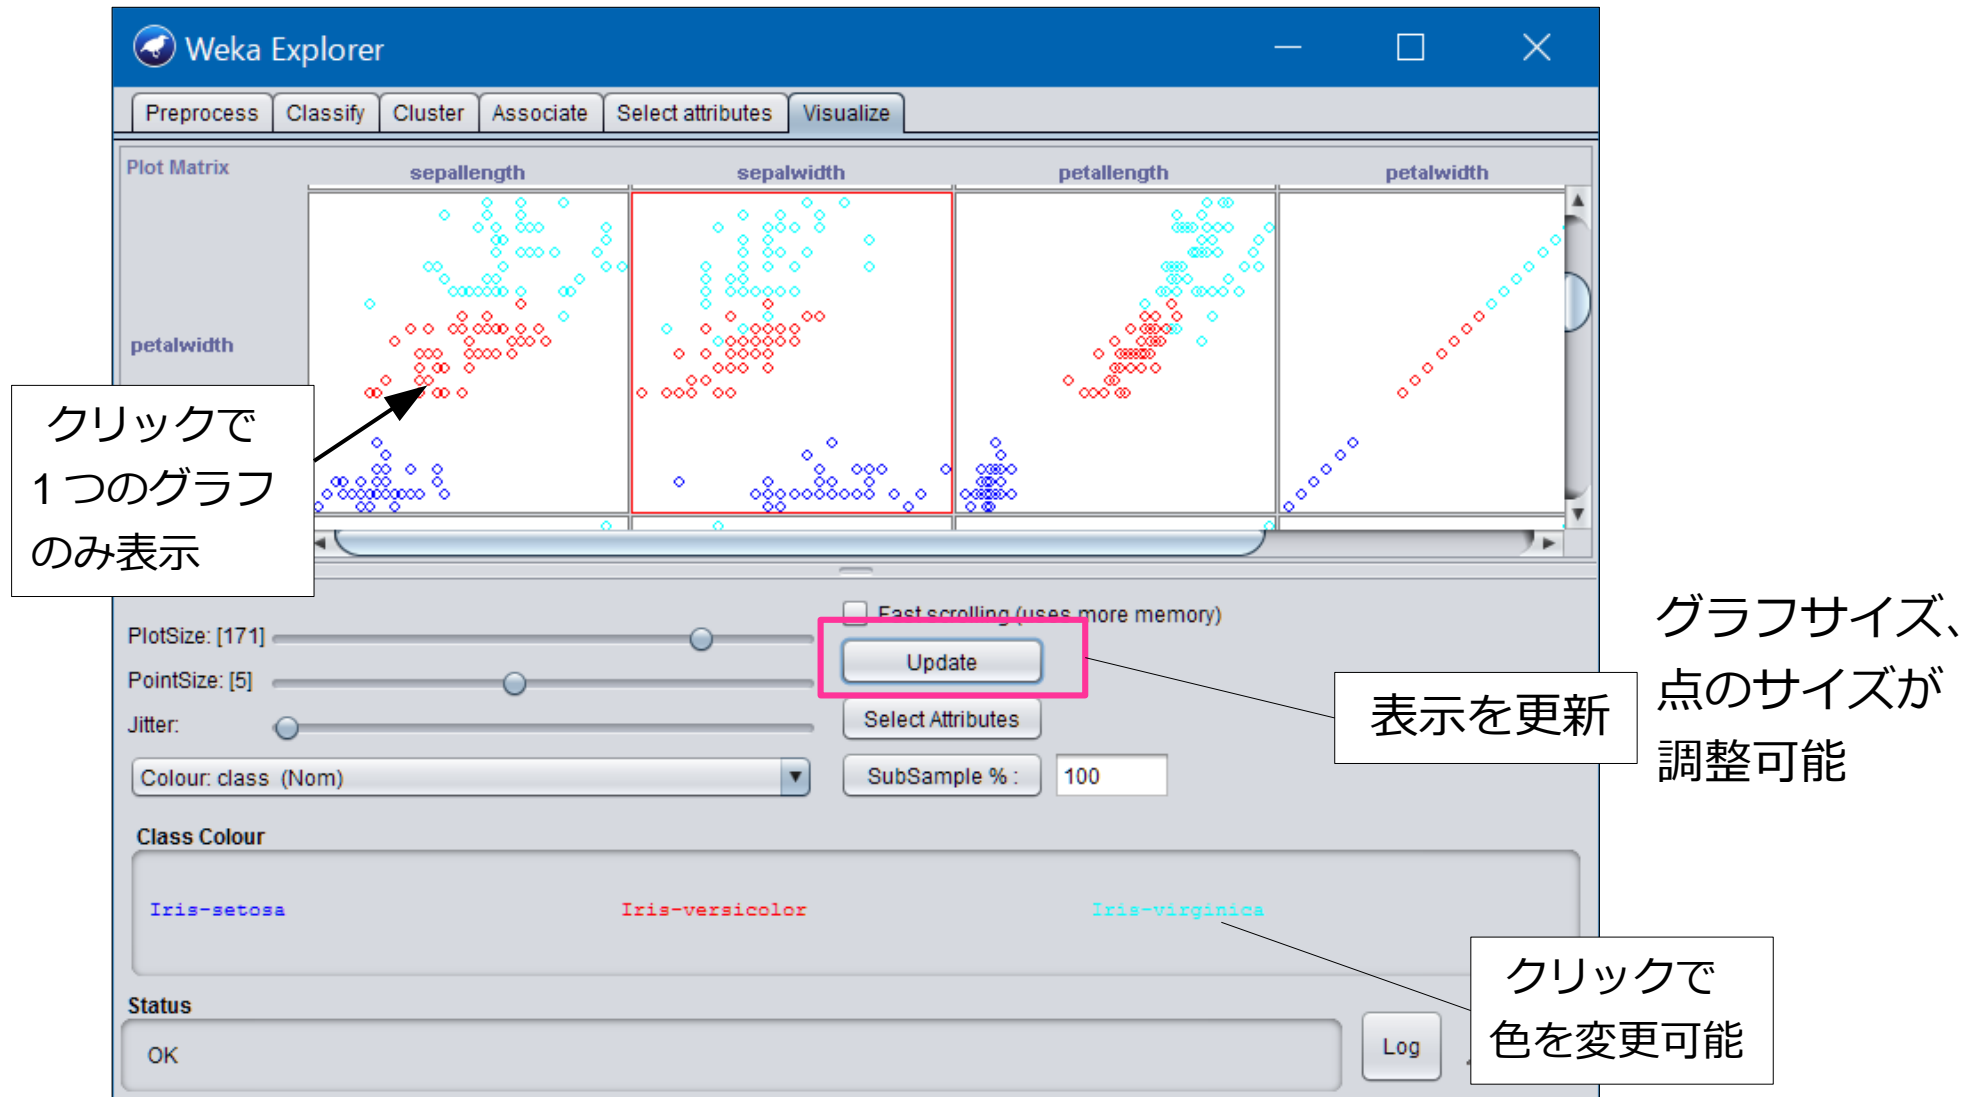 Weka Explorer
Preprocess Classify Cluster Associate Select attributes Visualize
Plot Matrix sepallength sepalwidth petallength petalwidth
petalwidth
クリックで
1つのグラフ
のみ表示
Fast scrolling (uses more memory)
PlotSize: [171]
Update
PointSize: [5]
Select Attributes
Jitter:
Colour: class (Nom)
SubSample % : 100
グラフサイズ、
点のサイズが
調整可能
表示を更新
Class Colour
Iris-setosa Iris-versicolor Iris-virginica
クリックで
色を変更可能
Status
OK
Log